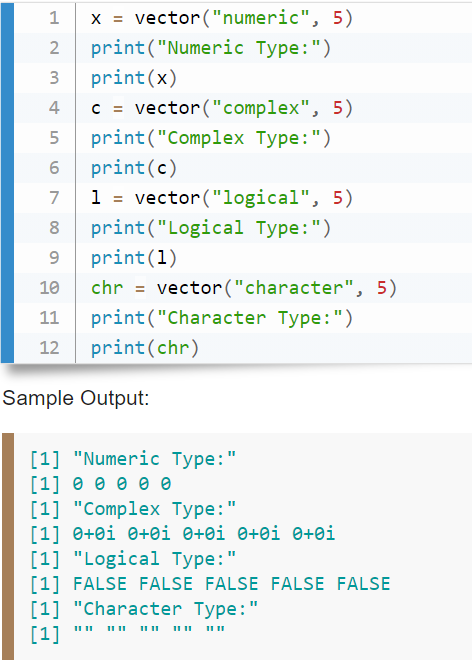 1 x = vector("numeric", 5)
2 print("Numeric Type:")
3 print(x)
4 c = vector("complex", 5)
5 print("Complex Type:")
6 print(c)
7 l = vector("logical", 5)
8 print("Logical Type:")
9 print(l)
10 chr = vector("character", 5)
11 print("Character Type:")
12 print(chr)
Sample Output:
[1] "Numeric Type:"
[1] 0 0 0 0 0
[1] "Complex Type:"
[1] 0+0i 0+0i 0+0i 0+0i 0+0i
[1] "Logical Type:"
[1] FALSE FALSE FALSE FALSE FALSE
[1] "Character Type:"
[1] "" "" "" "" ""